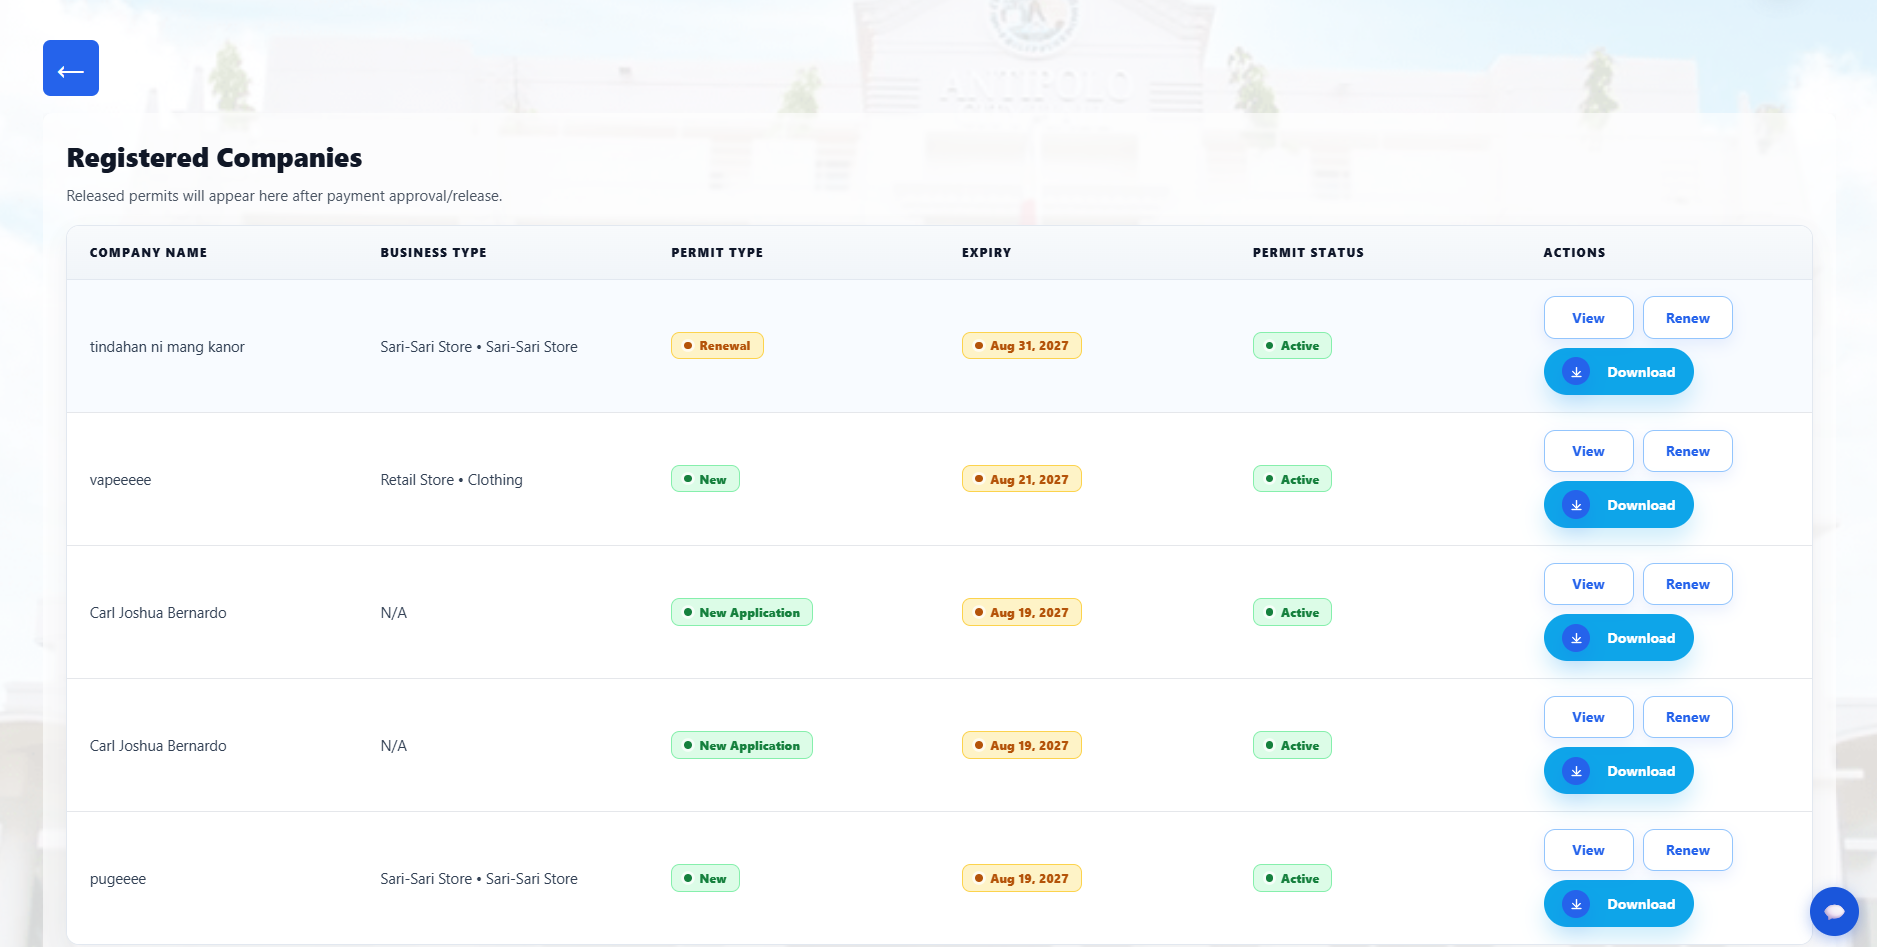 ANTIPOLO
Registered Companies
Released permits will appear here after payment approval/release.
COMPANY NAME BUSINESS TYPE PERMIT TYPE EXPIRY PERMIT STATUS ACTIONS
tindahan ni mang kanor Sari-Sari Store • Sari-Sari Store Renewal Aug 31, 2027 Active View Renew
Download
vapeeeee Retail Store • Clothing New Aug 21, 2027 Active View Renew
Download
Carl Joshua Bernardo N/A New Application Aug 19, 2027 Active View Renew
Download
Carl Joshua Bernardo N/A New Application Aug 19, 2027 Active View Renew
Download
pugeeee Sari-Sari Store • Sari-Sari Store New Aug 19, 2027 Active View Renew
Download